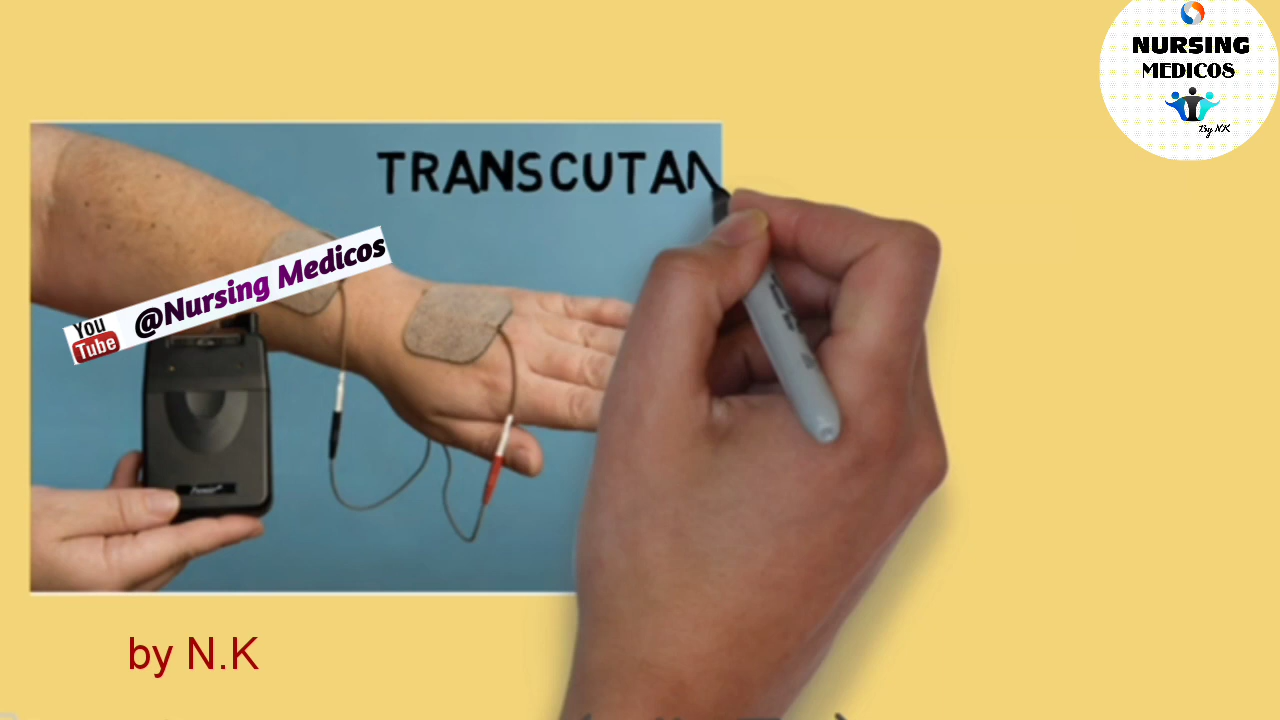 NURSING
MEDICOS
By NK
TRANSCUTAN
You
Tube
@Nursing Medicos
by N.K